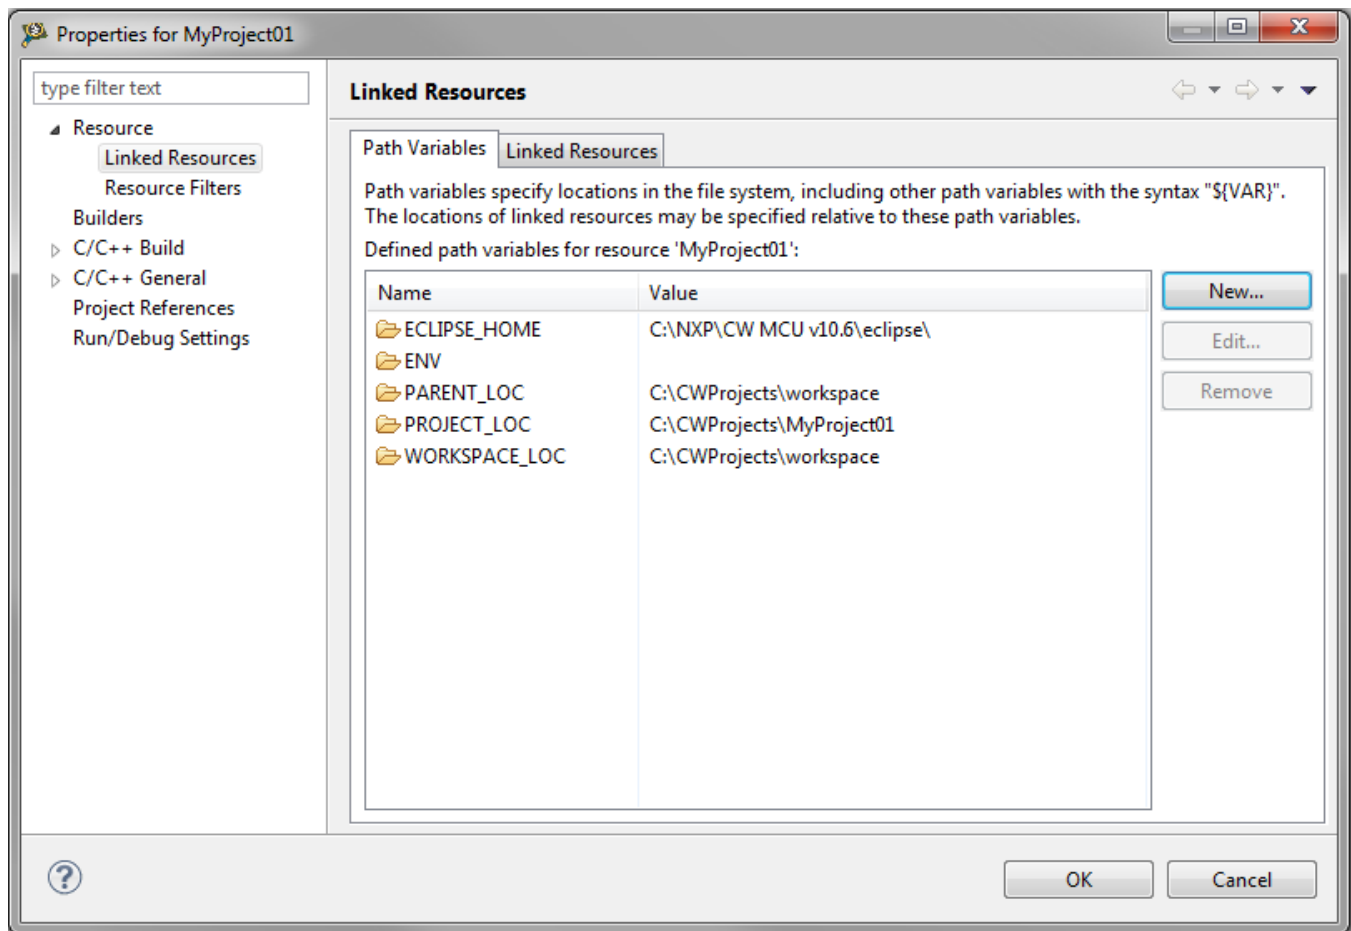 Properties for MyProject01
type filter text
Resource
Linked Resources
Resource Filters
Builders
C/C++ Build
C/C++ General
Project References
Run/Debug Settings
Linked Resources
Path Variables
Linked Resources
Path variables specify locations in the file system, including other path variables with the syntax "${VAR}".
The locations of linked resources may be specified relative to these path variables.
Defined path variables for resource 'MyProject01':
Name Value
ECLIPSE_HOME C:\NXP\CW MCU v10.6\eclipse\
ENV
PARENT_LOC C:\CWProjects\workspace
PROJECT_LOC C:\CWProjects\MyProject01
WORKSPACE_LOC C:\CWProjects\workspace
New...
Edit...
Remove
?
OK
Cancel